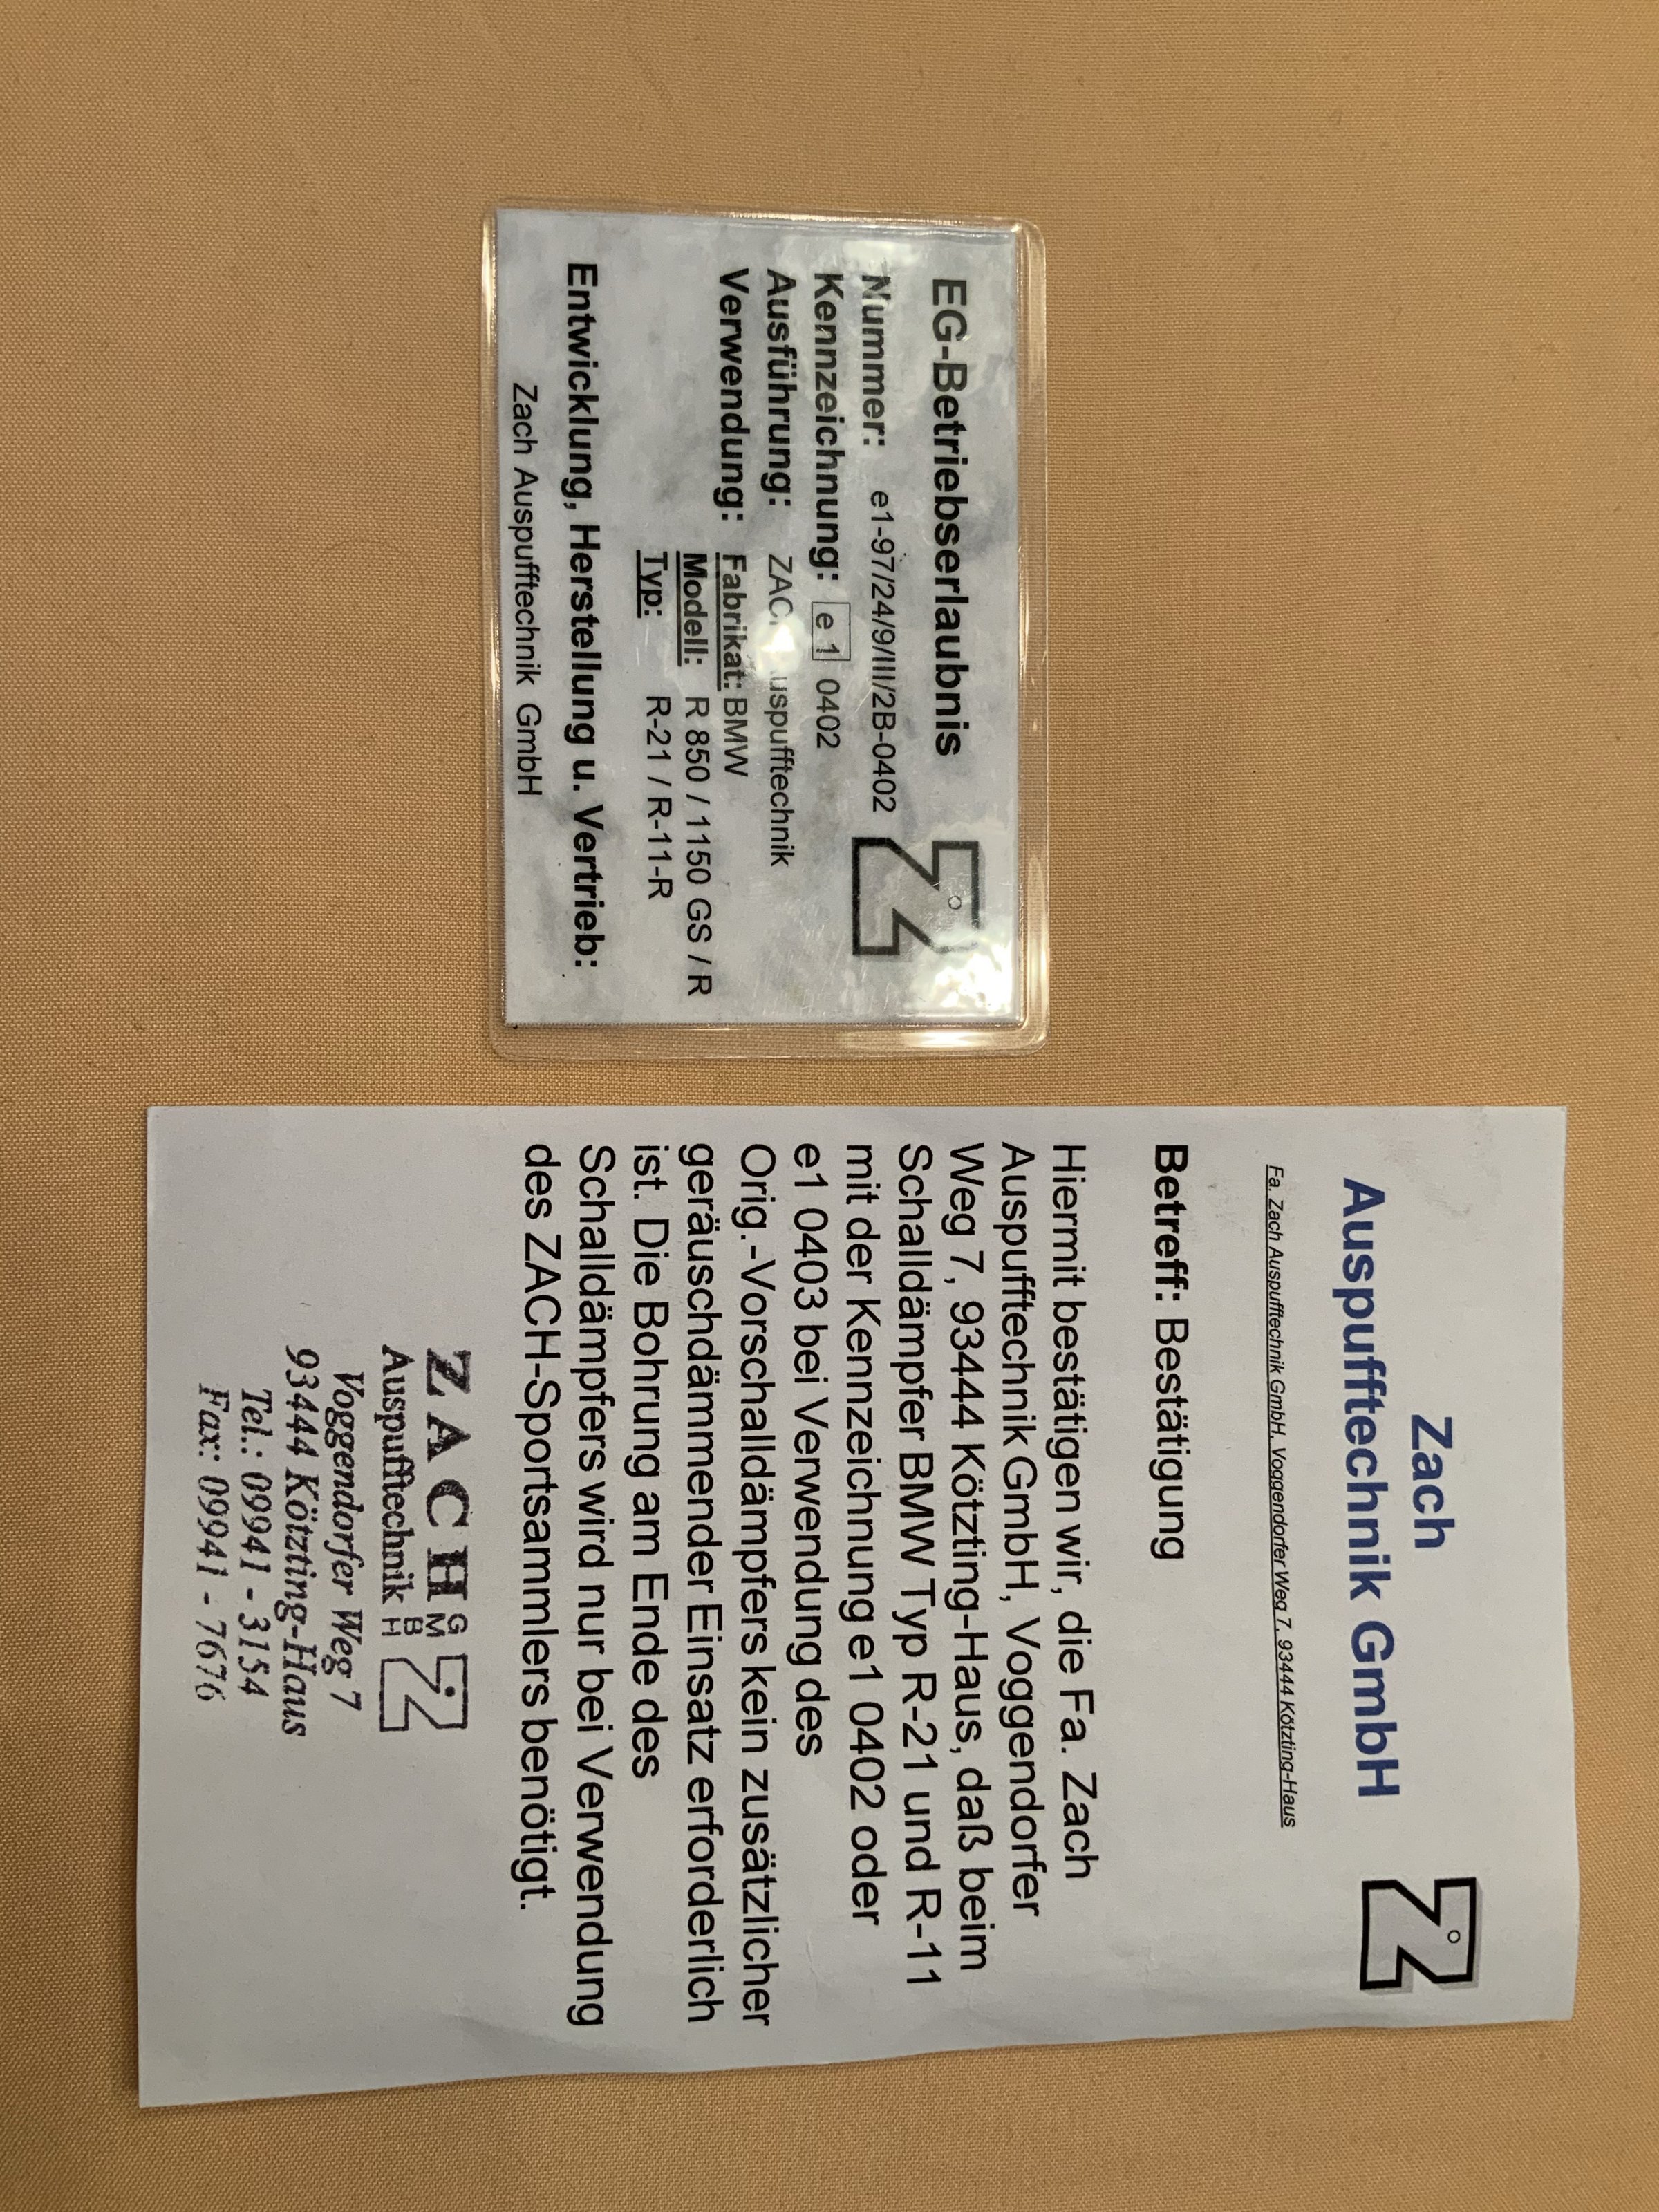 EG-Betriebserlaubnis
Nummer: e1-97/24/9/III/2B-0402
Kennzeichnung: e 1 0402
Ausführung: uspufftechnik
Verwendung: Fabrikat: BMW
Modell: R 850 / 1150 GS / R
Typ: R-21 / R-11-R
Entwicklung, Herstellung u. Vertrieb:
Zach Auspufftechnik GmbH
Zach
Auspufftechnik GmbH
Z
Fa. Zach Auspufftechnik GmbH, Voggendorfer Weg 7, 93444 Kötzting-Haus
Betreff: Bestätigung
Hiermit bestätigen wir, die Fa. Zach
Auspufftechnik GmbH, Voggendorfer
Weg 7, 93444 Kötzting-Haus, daß beim
Schalldämpfer BMW Typ R-21 und R-11
mit der Kennzeichnung e1 0402 oder
e1 0403 bei Verwendung des
Orig.-Vorschalldämpfers kein zusätzlicher
geräuschdämmender Einsatz erforderlich
ist. Die Bohrung am Ende des
Schalldämpfers wird nur bei Verwendung
des ZACH-Sportsammlers benötigt.
ZACH GM
Auspufftechnik BH
Voggendorfer Weg 7
93444 Kötzting-Haus
Tel.: 09941 - 3154
Fax: 09941 - 7676